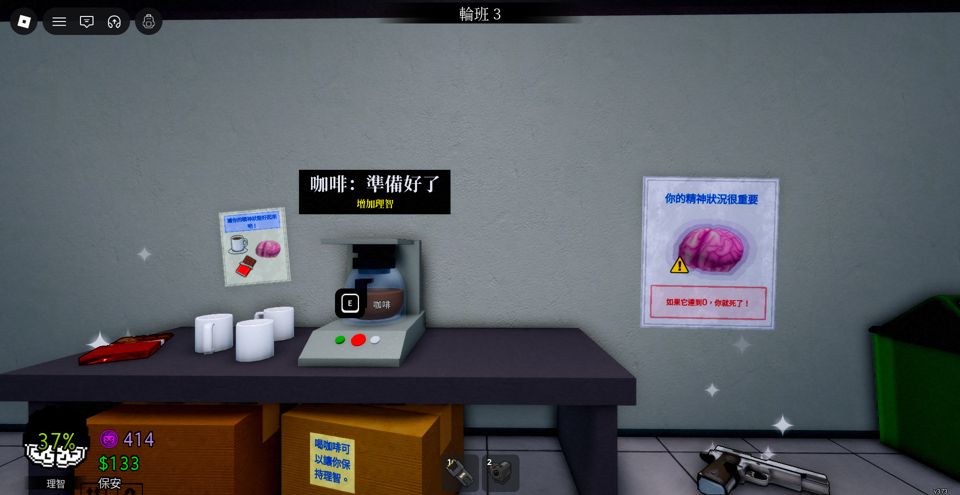 輪班 3
咖啡: 準備好了
增加理智
你的精神狀況很重要
如果它達到0，你就死了！
E
咖啡
喝咖啡可
以讓你保
持理智。
37%
414
$133
理智
保安
1
2